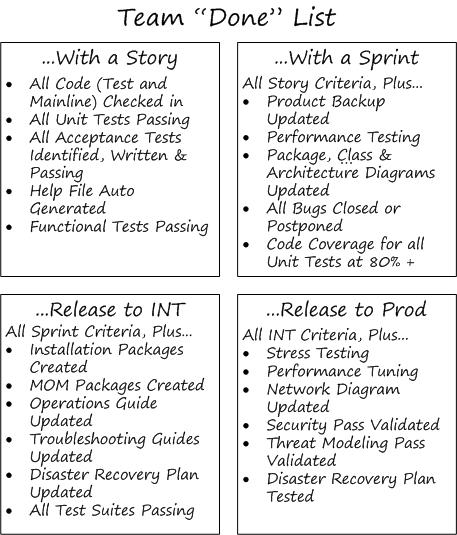 Team “Done” List
...With a Story
• All Code (Test and
Mainline) Checked in
• All Unit Tests Passing
• All Acceptance Tests
Identified, Written &
Passing
• Help File Auto
Generated
• Functional Tests Passing
...With a Sprint
All Story Criteria, Plus...
• Product Backup
Updated
• Performance Testing
• Package, Class &
Architecture Diagrams
Updated
• All Bugs Closed or
Postponed
• Code Coverage for all
Unit Tests at 80% +
...Release to INT
All Sprint Criteria, Plus...
• Installation Packages
Created
• MOM Packages Created
• Operations Guide
Updated
• Troubleshooting Guides
Updated
• Disaster Recovery Plan
Updated
• All Test Suites Passing
...Release to Prod
All INT Criteria, Plus...
• Stress Testing
• Performance Tuning
• Network Diagram
Updated
• Security Pass Validated
• Threat Modeling Pass
Validated
• Disaster Recovery Plan
Tested